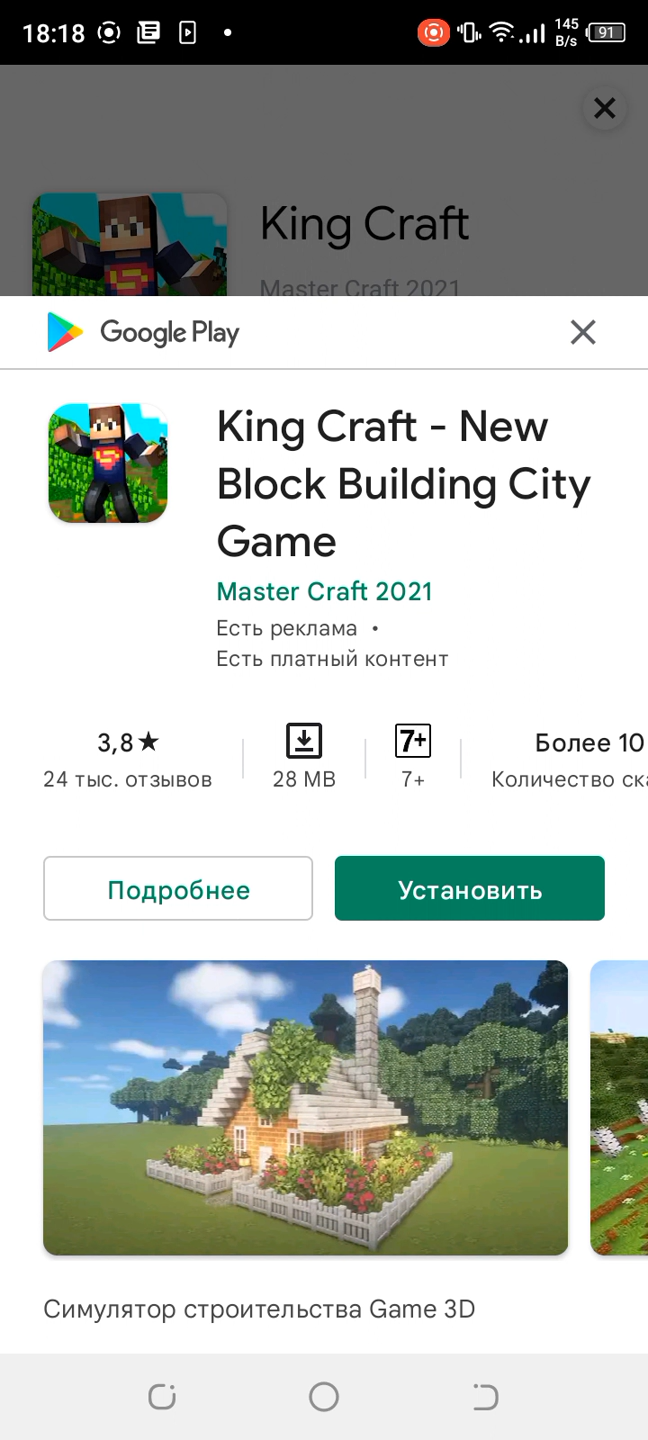 18:18
145
B/s
91
King Craft
Master Craft 2021
Google Play
King Craft - New
Block Building City
Game
Master Craft 2021
Есть реклама •
Есть платный контент
3,8★
24 тыс. отзывов
28 MB
7+
7+
Более 10
Количество ска
Подробнее
Установить
Симулятор строительства Game 3D